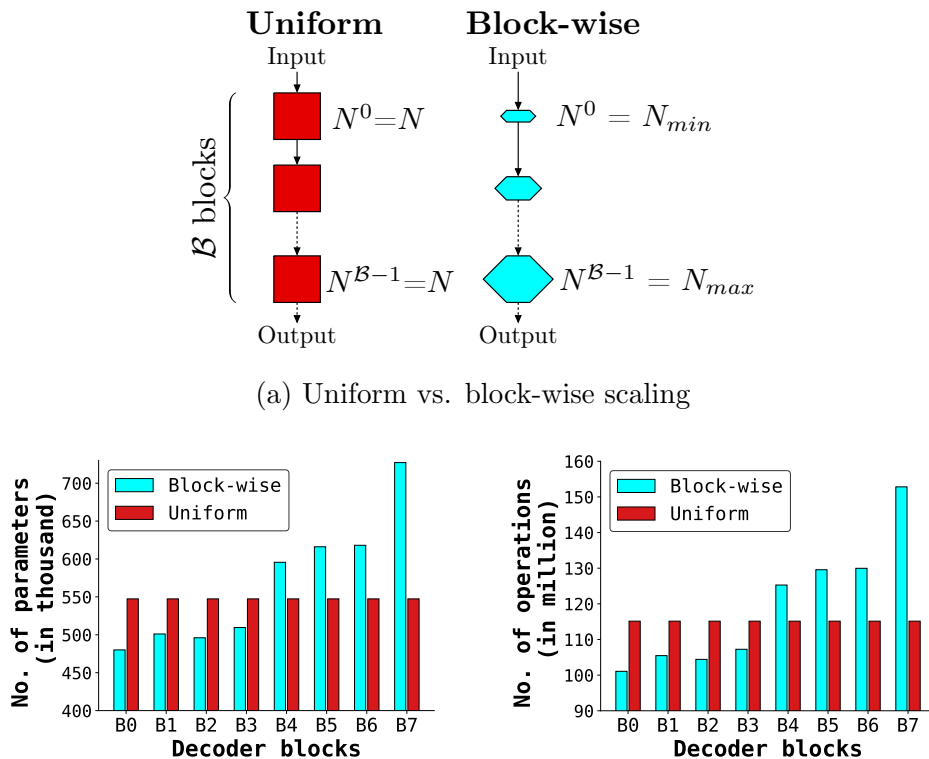 Uniform Block-wise
Input Input
N^0=N N^0 = N_min
B blocks
N^{B−1}=N N^{B−1} = N_max
Output Output
(a) Uniform vs. block-wise scaling
No. of parameters
(in thousand)
700
650
600
550
500
450
400
Block-wise
Uniform
B0 B1 B2 B3 B4 B5 B6 B7
Decoder blocks
No. of operations
(in million)
160
150
140
130
120
110
100
90
Block-wise
Uniform
B0 B1 B2 B3 B4 B5 B6 B7
Decoder blocks